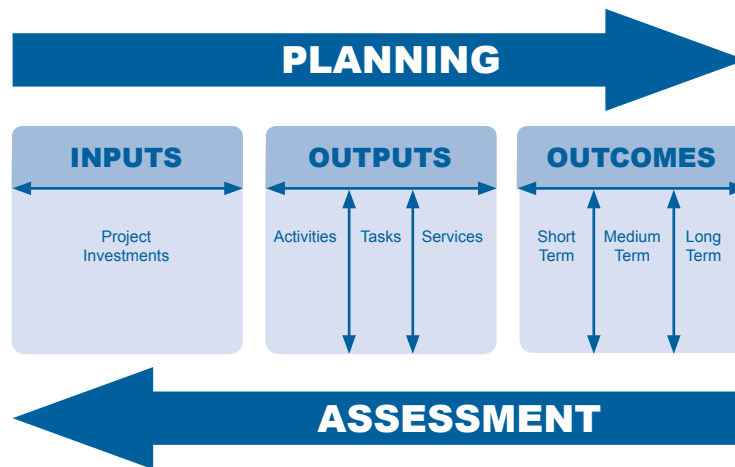 PLANNING
INPUTS
Project
Investments
OUTPUTS
Activities
Tasks
Services
OUTCOMES
Short
Term
Medium
Term
Long
Term
ASSESSMENT